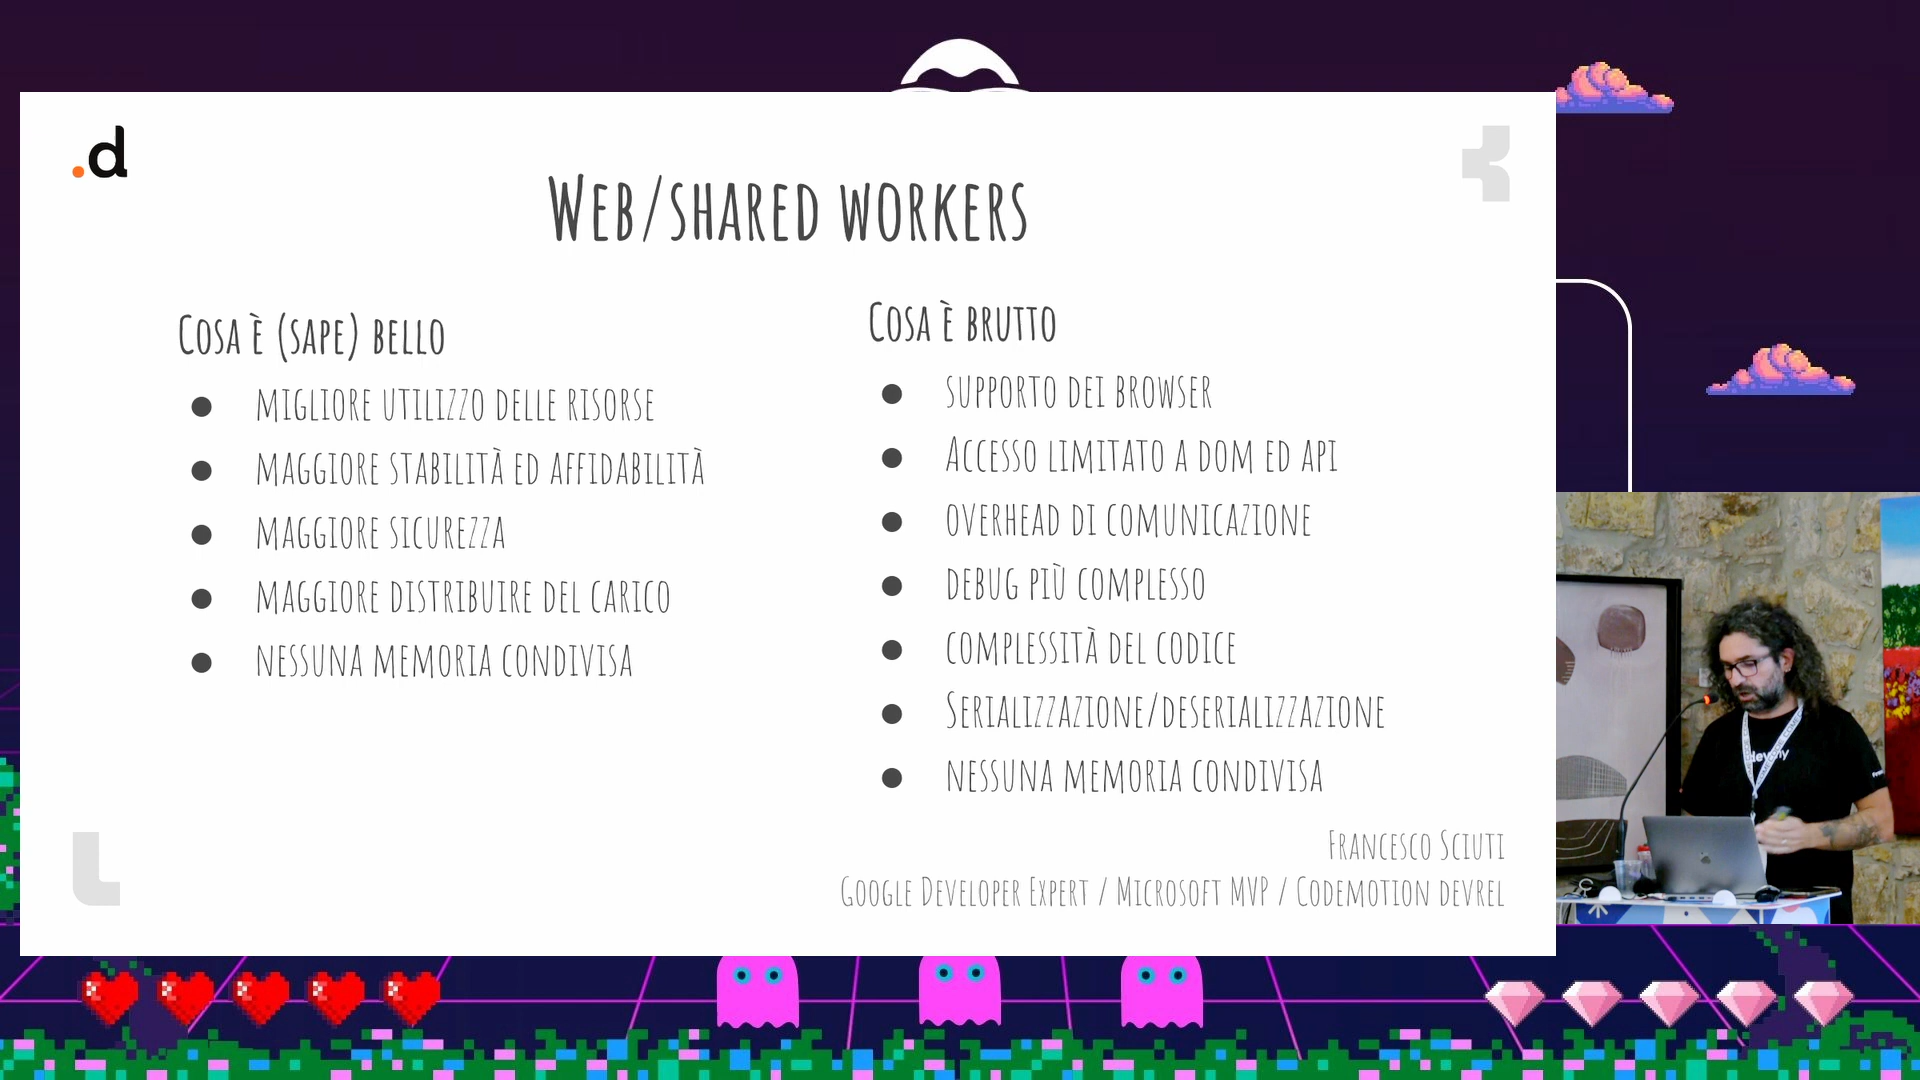 .d
Web/shared workers
Cosa è (sape) bello
migliore utilizzo delle risorse
maggiore stabilità ed affidabilità
maggiore sicurezza
maggiore distribuire del carico
nessuna memoria condivisa
Cosa è brutto
supporto dei browser
Accesso limitato a dom ed api
overhead di comunicazione
debug più complesso
complessità del codice
Serializzazione/deserializzazione
nessuna memoria condivisa
Francesco Sciuti
Google Developer Expert / Microsoft MVP / Codemotion devrel